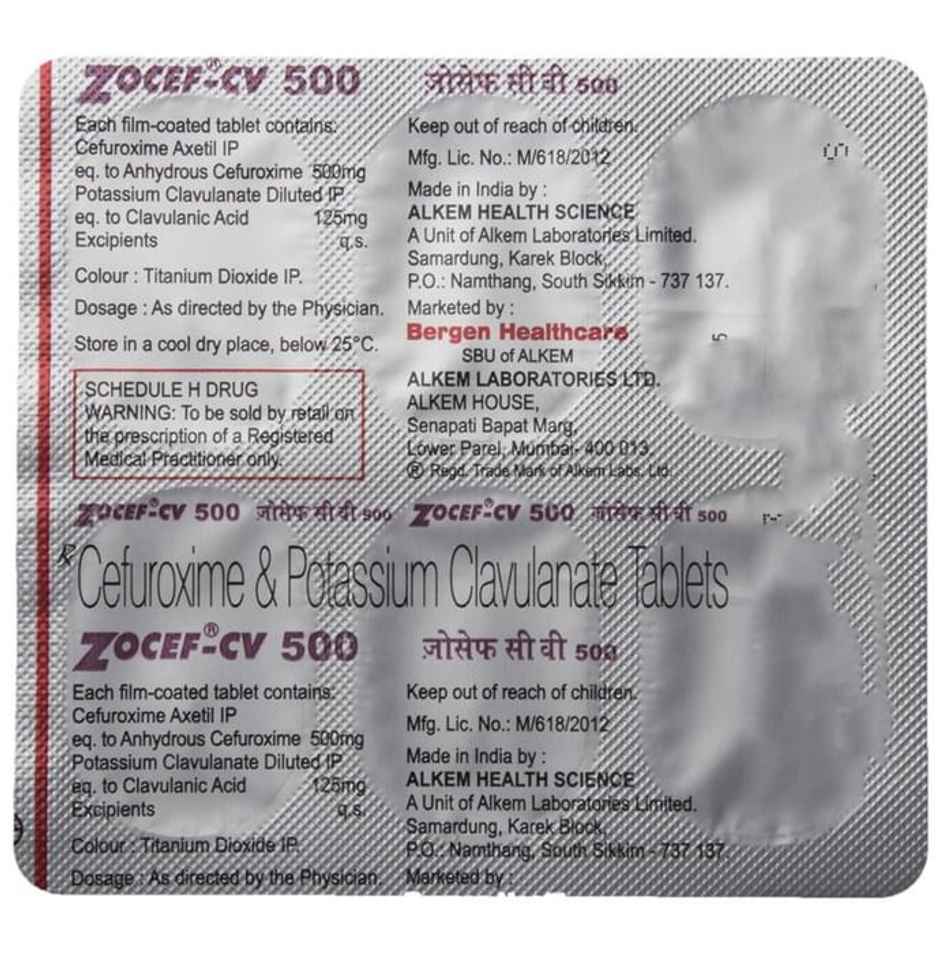 ZOCEF®-CV 500
जोसेफ सी वी 500
Each film-coated tablet contains:
Cefuroxime Axetil IP
eq. to Anhydrous Cefuroxime 500mg
Potassium Clavulanate Diluted IP
eq. to Clavulanic Acid 125mg
Excipients q.s.
Colour : Titanium Dioxide IP.
Dosage : As directed by the Physician.
Store in a cool dry place, below 25°C.
SCHEDULE H DRUG
WARNING: To be sold by retail on
the prescription of a Registered
Medical Practitioner only.
Keep out of reach of children.
Mfg. Lic. No.: M/618/2012
Made in India by :
ALKEM HEALTH SCIENCE
A Unit of Alkem Laboratories Limited.
Samardung, Karek Block,
P.O.: Namthang, South Sikkim - 737 137.
Marketed by :
Bergen Healthcare
SBU of ALKEM
ALKEM LABORATORIES LTD.
ALKEM HOUSE,
Senapati Bapat Marg,
Lower Parel, Mumbai- 400 013.
® Regd. Trade Mark of Alkem Labs. Ltd.
ZOCEF®-CV 500 जोसेफ सी वी 500 ZOCEF®-CV 500 जोसेफ सी वी 500
Rx Cefuroxime & Potassium Clavulanate Tablets
ZOCEF®-CV 500
जोसेफ सी वी 500
Each film-coated tablet contains:
Cefuroxime Axetil IP
eq. to Anhydrous Cefuroxime 500mg
Potassium Clavulanate Diluted IP
eq. to Clavulanic Acid 125mg
Excipients q.s.
Colour : Titanium Dioxide IP.
Dosage : As directed by the Physician.
Keep out of reach of children.
Mfg. Lic. No.: M/618/2012
Made in India by :
ALKEM HEALTH SCIENCE
A Unit of Alkem Laboratories Limited.
Samardung, Karek Block,
P.O.: Namthang, South Sikkim - 737 137.
Marketed by :